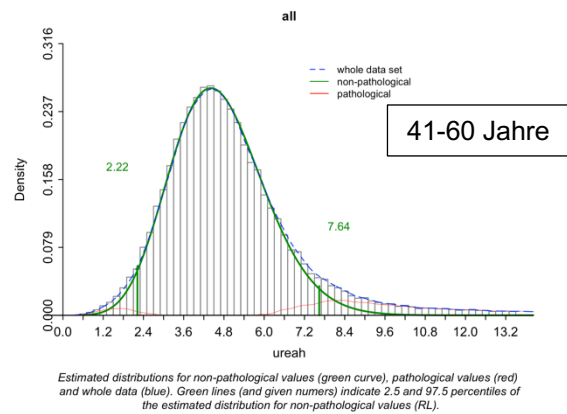 all
0.316
0.237
0.158
0.079
0.000
Density
whole data set
non-pathological
pathological
41-60 Jahre
2.22
7.64
0.0 1.2 2.4 3.6 4.8 6.0 7.2 8.4 9.6 10.8 12.0 13.2
ureah
Estimated distributions for non-pathological values (green curve), pathological values (red)
and whole data (blue). Green lines (and given numers) indicate 2.5 and 97.5 percentiles of
the estimated distribution for non-pathological values (RL).